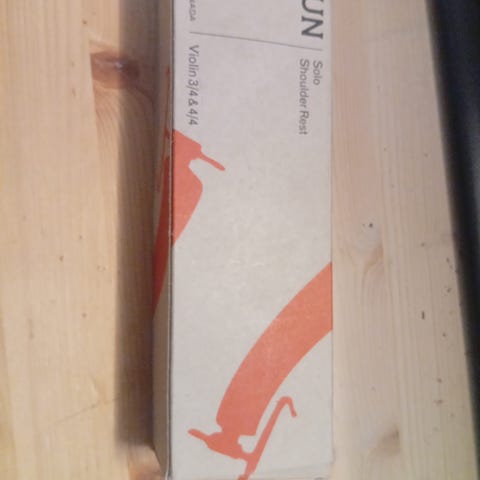 UN
Solo
Shoulder Rest
Violin 3/4 & 4/4